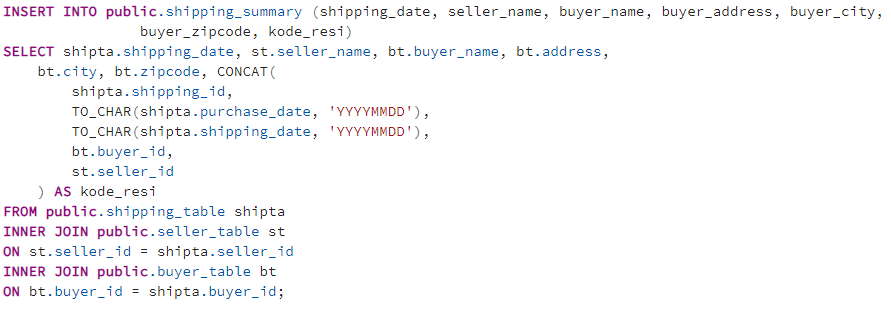 INSERT INTO public.shipping_summary (shipping_date, seller_name, buyer_name, buyer_address, buyer_city,
buyer_zipcode, kode_resi)
SELECT shipta.shipping_date, st.seller_name, bt.buyer_name, bt.address,
bt.city, bt.zipcode, CONCAT(
shipta.shipping_id,
TO_CHAR(shipta.purchase_date, 'YYYYMMDD'),
TO_CHAR(shipta.shipping_date, 'YYYYMMDD'),
bt.buyer_id,
st.seller_id
) AS kode_resi
FROM public.shipping_table shipta
INNER JOIN public.seller_table st
ON st.seller_id = shipta.seller_id
INNER JOIN public.buyer_table bt
ON bt.buyer_id = shipta.buyer_id;